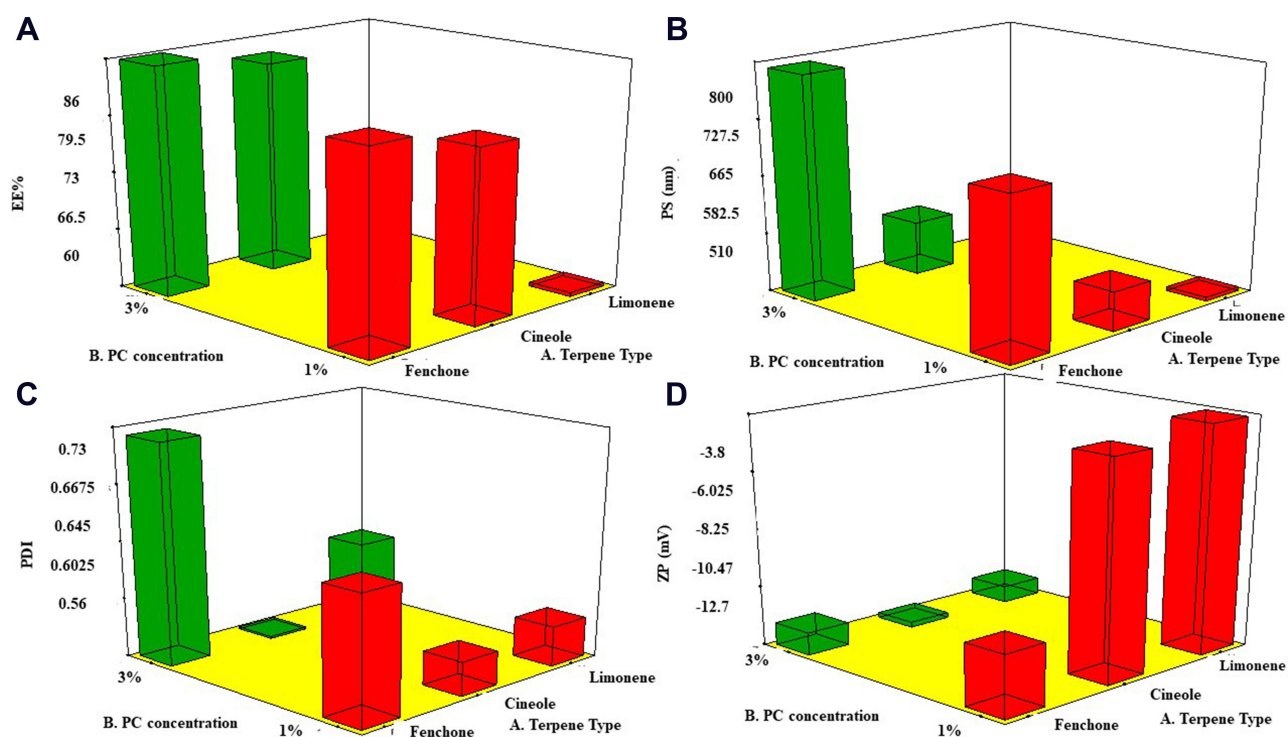 A
86
79.5
73
66.5
60
EE%
3%
B. PC concentration
1%
Fenchone
Cineole
Limonene
A. Terpene Type
B
800
727.5
665
582.5
510
PS (nm)
3%
B. PC concentration
1%
Fenchone
Cineole
Limonene
A. Terpene Type
C
0.73
0.6675
0.645
0.6025
0.56
PDI
3%
B. PC concentration
1%
Fenchone
Cineole
Limonene
A. Terpene Type
D
-3.8
-6.025
-8.25
-10.47
-12.7
ZP (mV)
3%
B. PC concentration
1%
Fenchone
Cineole
Limonene
A. Terpene Type